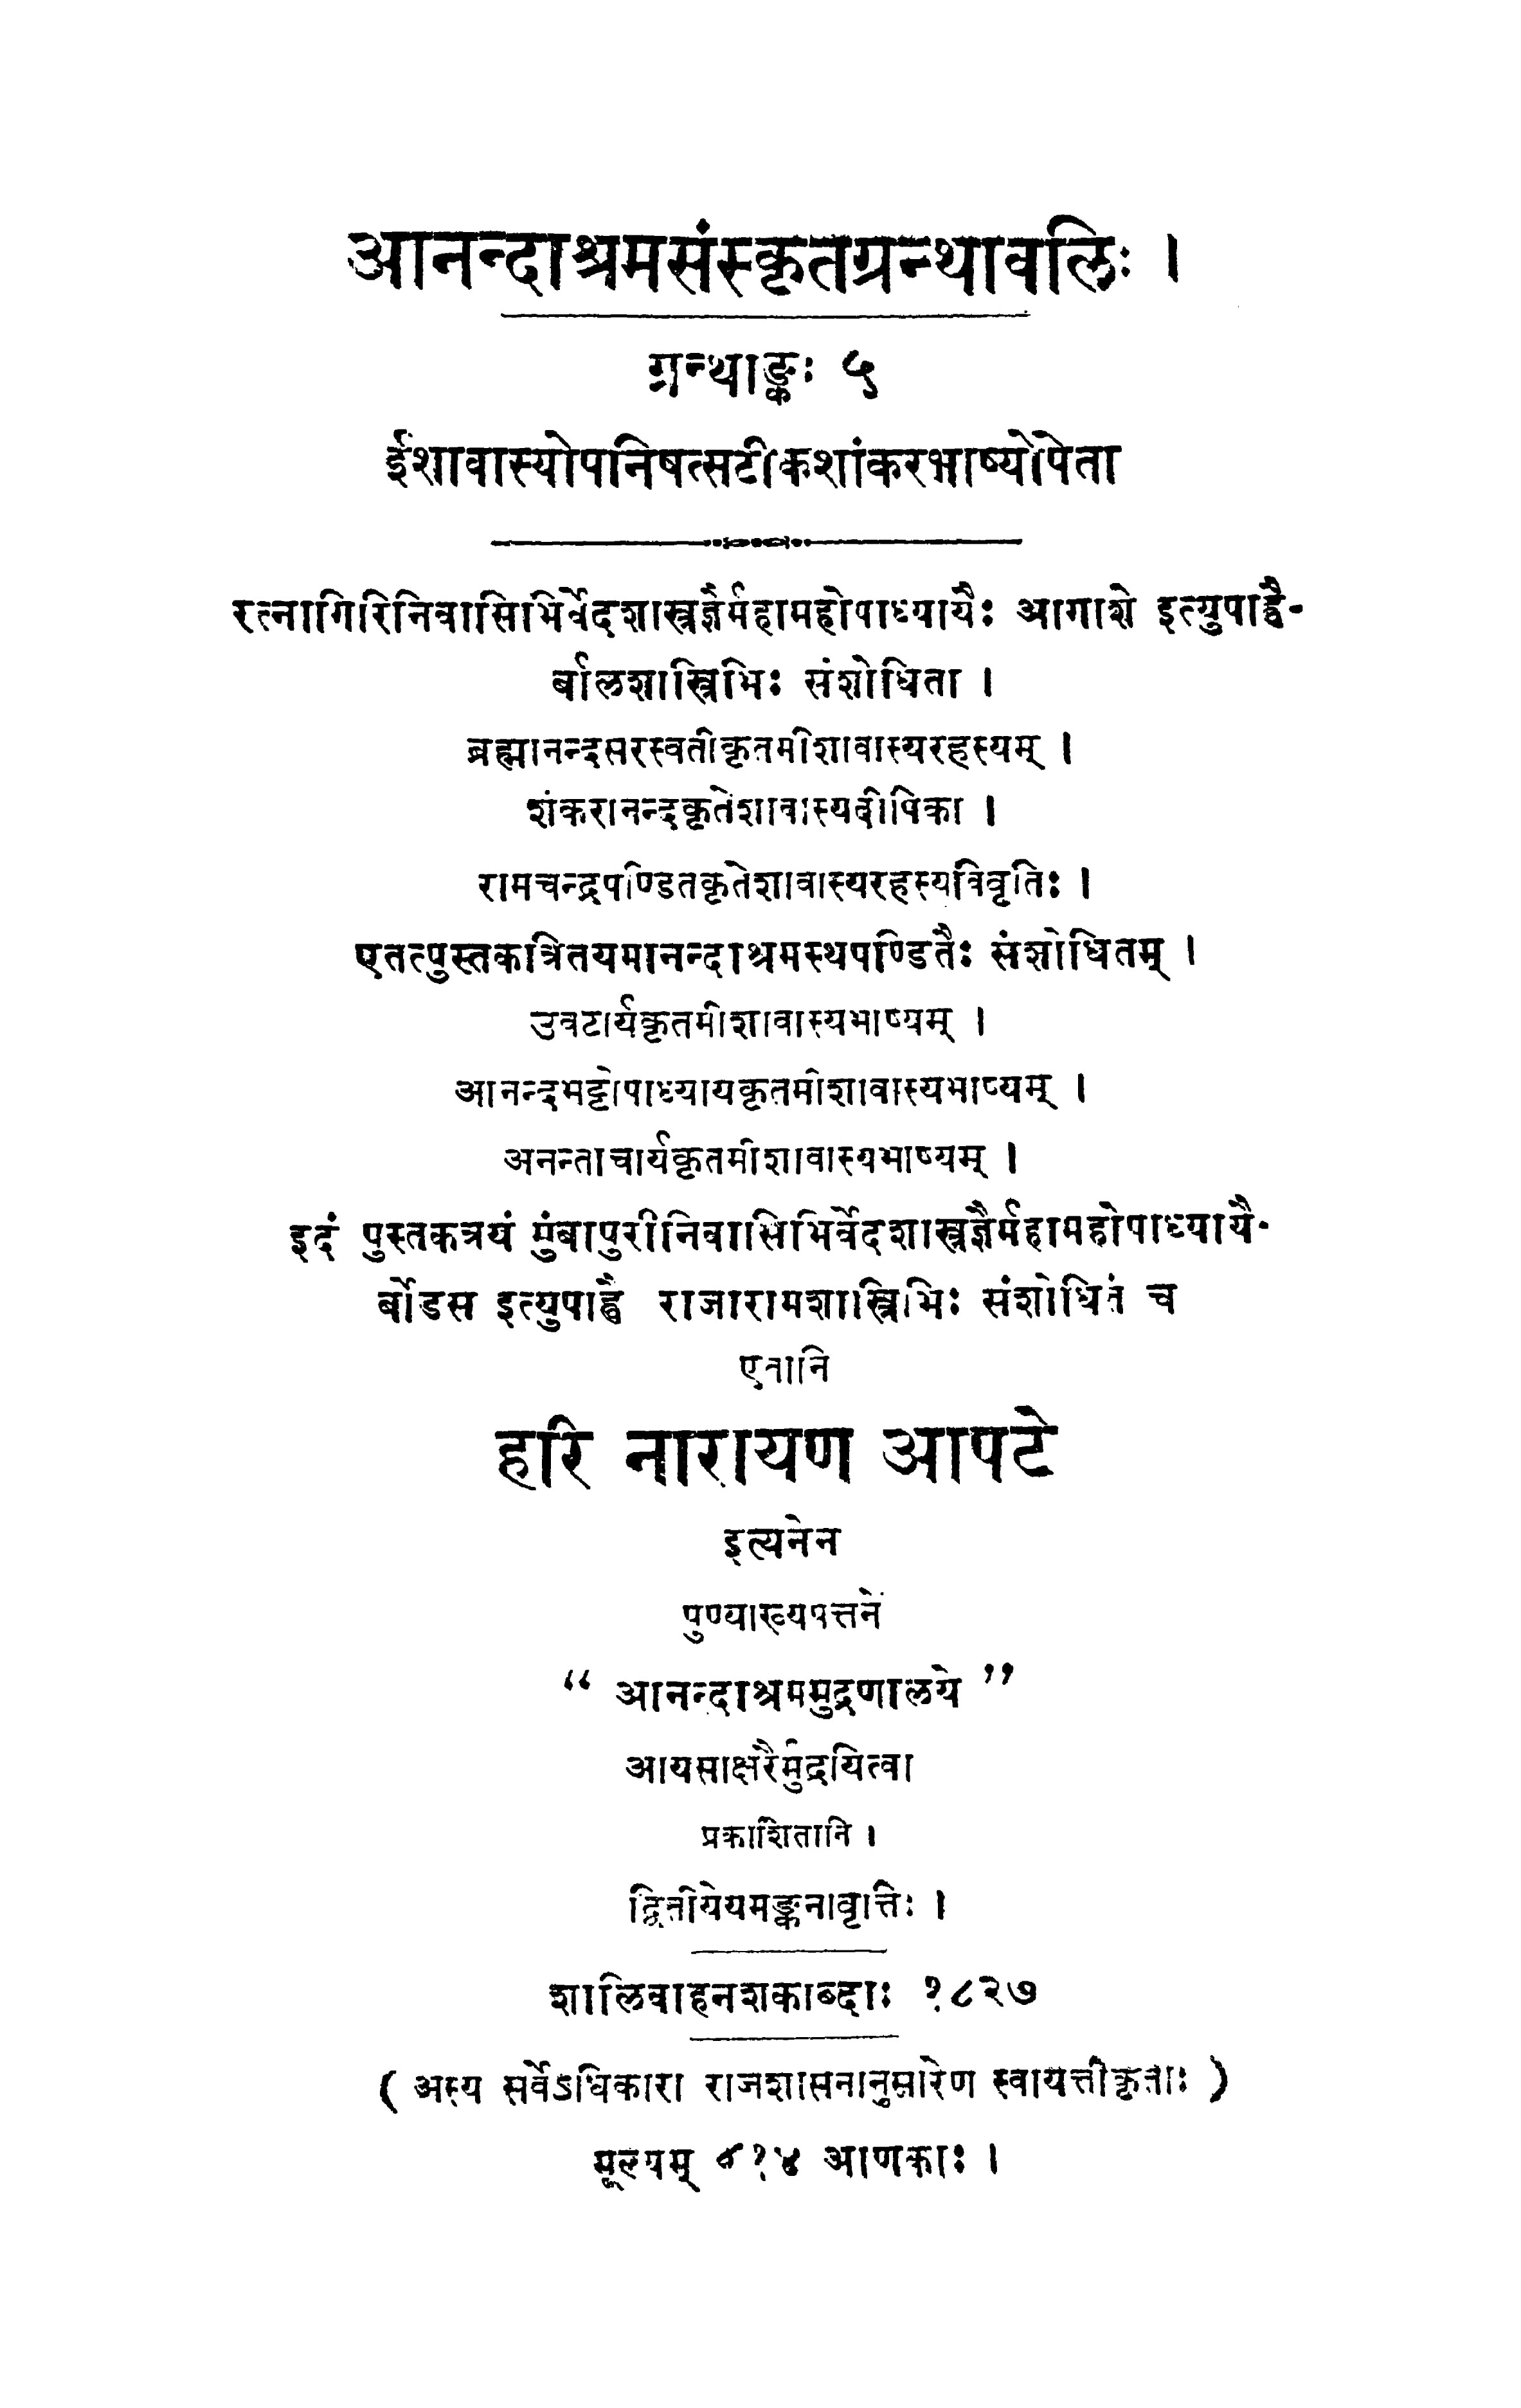 आनन्दाश्रमसंस्कृतग्रन्थावलिः ।
ग्रन्थाङ्कः ५
ईशावास्योपनिषत्सटीकशांकरभाष्योपेता
रत्नागिरिनिवासिभिर्वेदशास्त्रज्ञैर्महामहोपाध्यायैः आगाशे इत्युपाह्वै-
र्बालशास्त्रिभिः संशोधिता ।
ब्रह्मानन्दसरस्वतीकृतमीशावास्यरहस्यम् ।
शंकरानन्दकृतेशावास्यदीपिका ।
रामचन्द्रपण्डितकृतेशावास्यरहस्यविवृतिः ।
एतत्पुस्तकत्रितयमानन्दाश्रमस्थपण्डितैः संशोधितम् ।
उवटार्यकृतमीशावास्यभाष्यम् ।
आनन्दभट्टोपाध्यायकृतमीशावास्यभाष्यम् ।
अनन्ताचार्यकृतमीशावास्यभाष्यम् ।
इदं पुस्तकत्रयं मुंबापुरीनिवासिभिर्वेदशास्त्रज्ञैर्महामहोपाध्यायै-
र्बोडस इत्युपाह्वै राजारामशास्त्रिभिः संशोधितं च
एतानि
हरि नारायण आपटे
इत्यनेन
पुण्याख्यपत्तने
“ आनन्दाश्रममुद्रणालये ”
आयसाक्षरैर्मुद्रयित्वा
प्रकाशितानि ।
द्वितीयेयमङ्कनावृत्तिः ।
शालिवाहनशकाब्दाः १८२७
( अस्य सर्वेऽधिकारा राजशासनानुसारेण स्वायत्तीकृताः )
मूल्यम् आणकाः ।